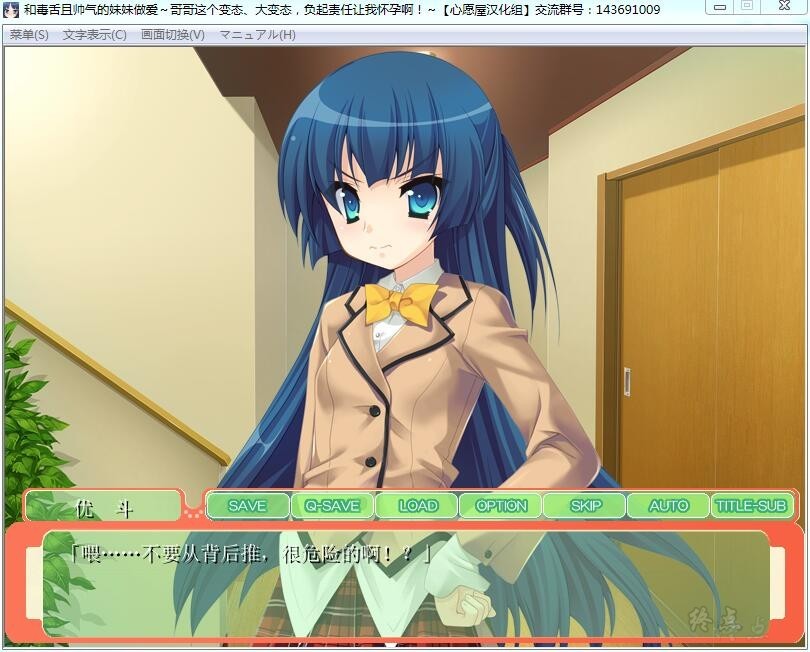 和毒舌且帅气的妹妹做爱～哥哥这个变态、大变态，负起责任让我怀孕啊！～【心愿屋汉化组】交流群号：143691009
菜单(S) 文字表示(C) 画面切换(V) マニュアル(H)
优 斗 SAVE Q-SAVE LOAD OPTION SKIP AUTO TITLE-SUB
「喂……不要从背后推，很危险的啊！？」
终点